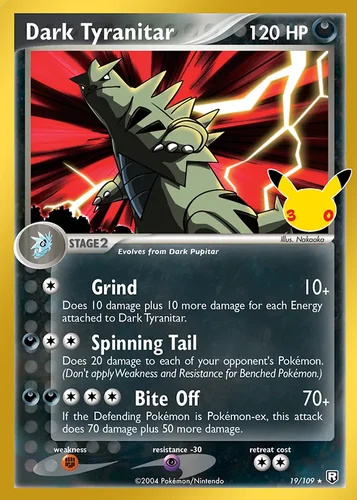 Dark Tyranitar 120 HP
30
Illus. Nakaoka
STAGE2
Evolves from Dark Pupitar
Grind 10+
Does 10 damage plus 10 more damage for each Energy
attached to Dark Tyranitar.
Spinning Tail
Does 20 damage to each of your opponent's Pokémon.
(Don't apply Weakness and Resistance for Benched Pokémon.)
Bite Off 70+
If the Defending Pokémon is Pokémon-ex, this attack
does 70 damage plus 50 more damage.
weakness resistance -30 retreat cost
©2004 Pokémon/Nintendo 19/109 ★ R